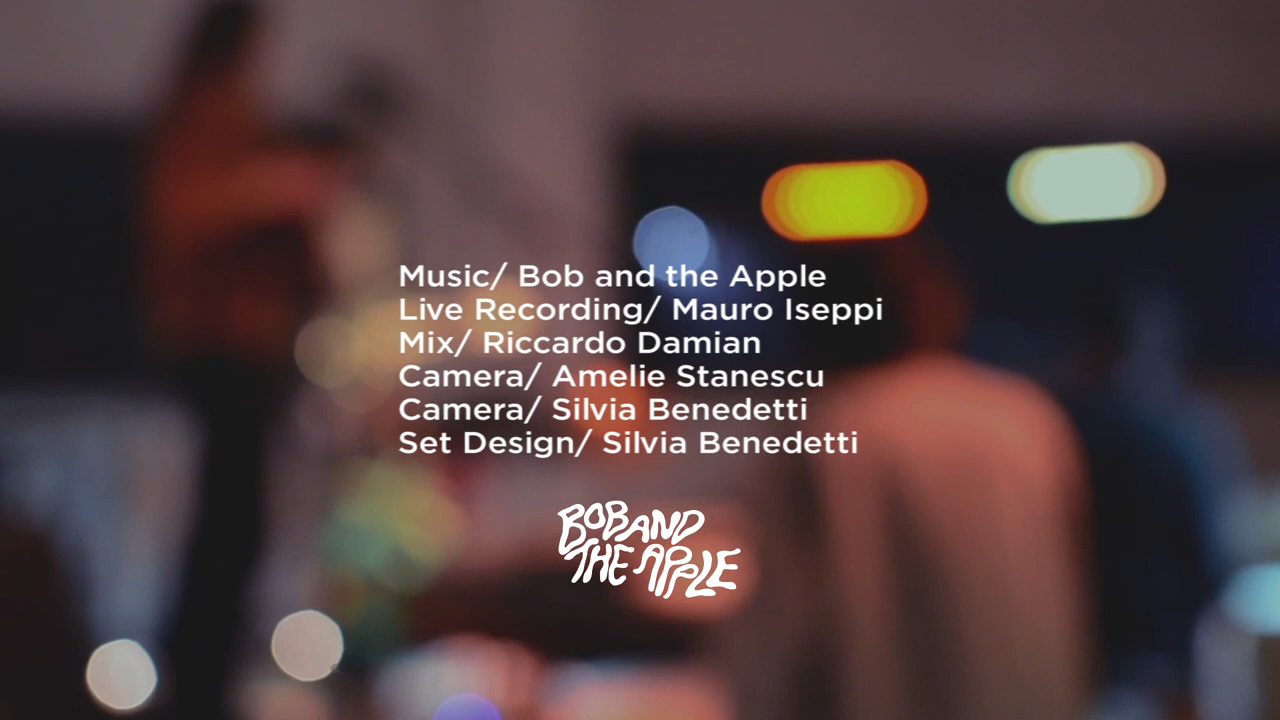 Music/ Bob and the Apple
Live Recording/ Mauro Iseppi
Mix/ Riccardo Damian
Camera/ Amelie Stanescu
Camera/ Silvia Benedetti
Set Design/ Silvia Benedetti
BOB AND
THE APPLE